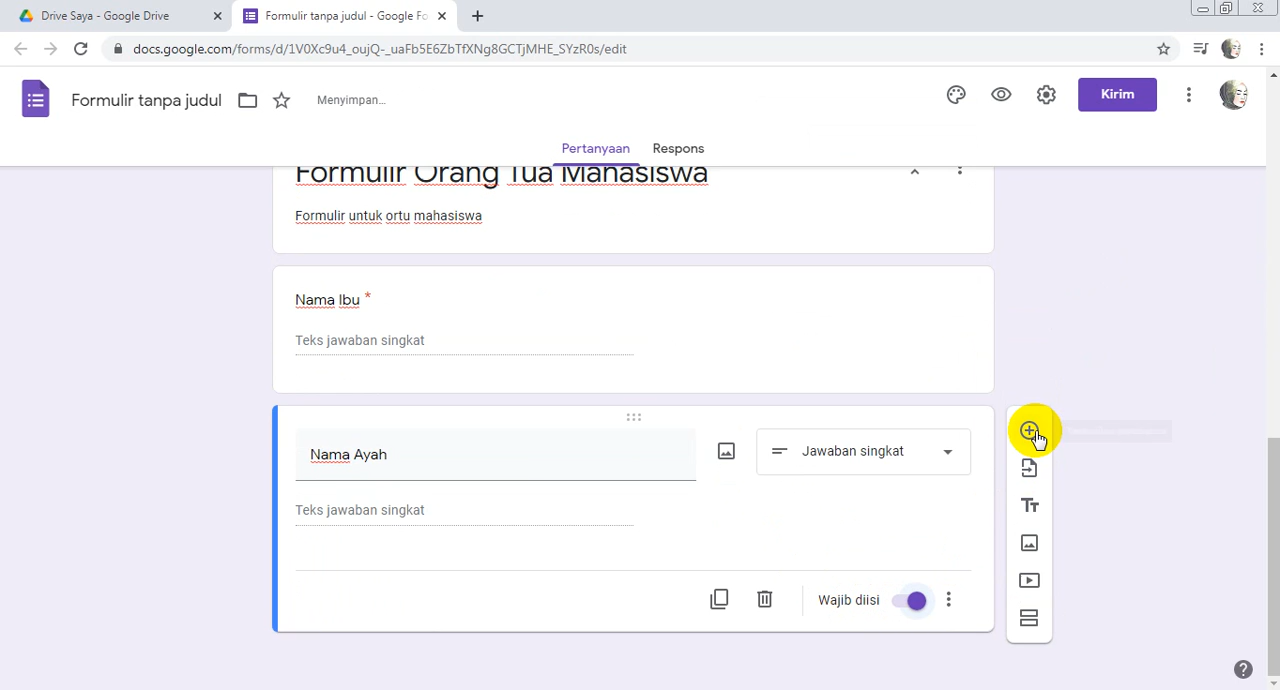 Drive Saya - Google Drive
Formulir tanpa judul - Google Fo
docs.google.com/forms/d/1V0Xc9u4_oujQ-_uaFb5E6ZbTfXNg8GCTjMHE_SYzR0s/edit
Formulir tanpa judul
Menyimpan...
Kirim
Pertanyaan
Respons
Formulir Orang Tua Mahasiswa
Formulir untuk ortu mahasiswa
Nama Ibu *
Teks jawaban singkat
Nama Ayah
Jawaban singkat
Teks jawaban singkat
Wajib diisi